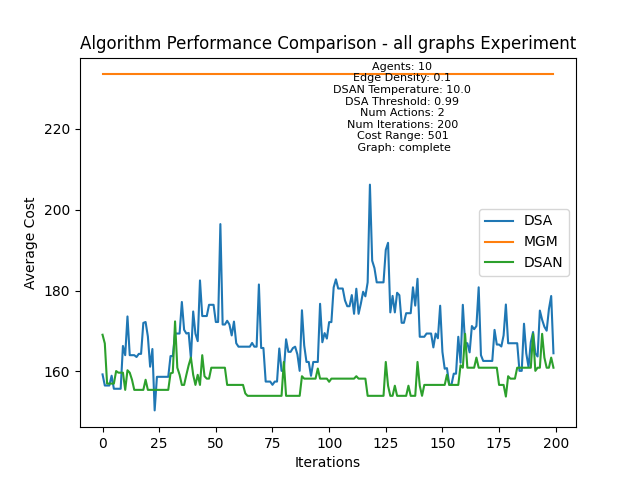 Algorithm Performance Comparison - all graphs Experiment
Agents: 10
Edge Density: 0.1
DSAN Temperature: 10.0
DSA Threshold: 0.99
Num Actions: 2
Num Iterations: 200
Cost Range: 501
Graph: complete
220
200
180
160
Average Cost
DSA
MGM
DSAN
0 25 50 75 100 125 150 175 200
Iterations